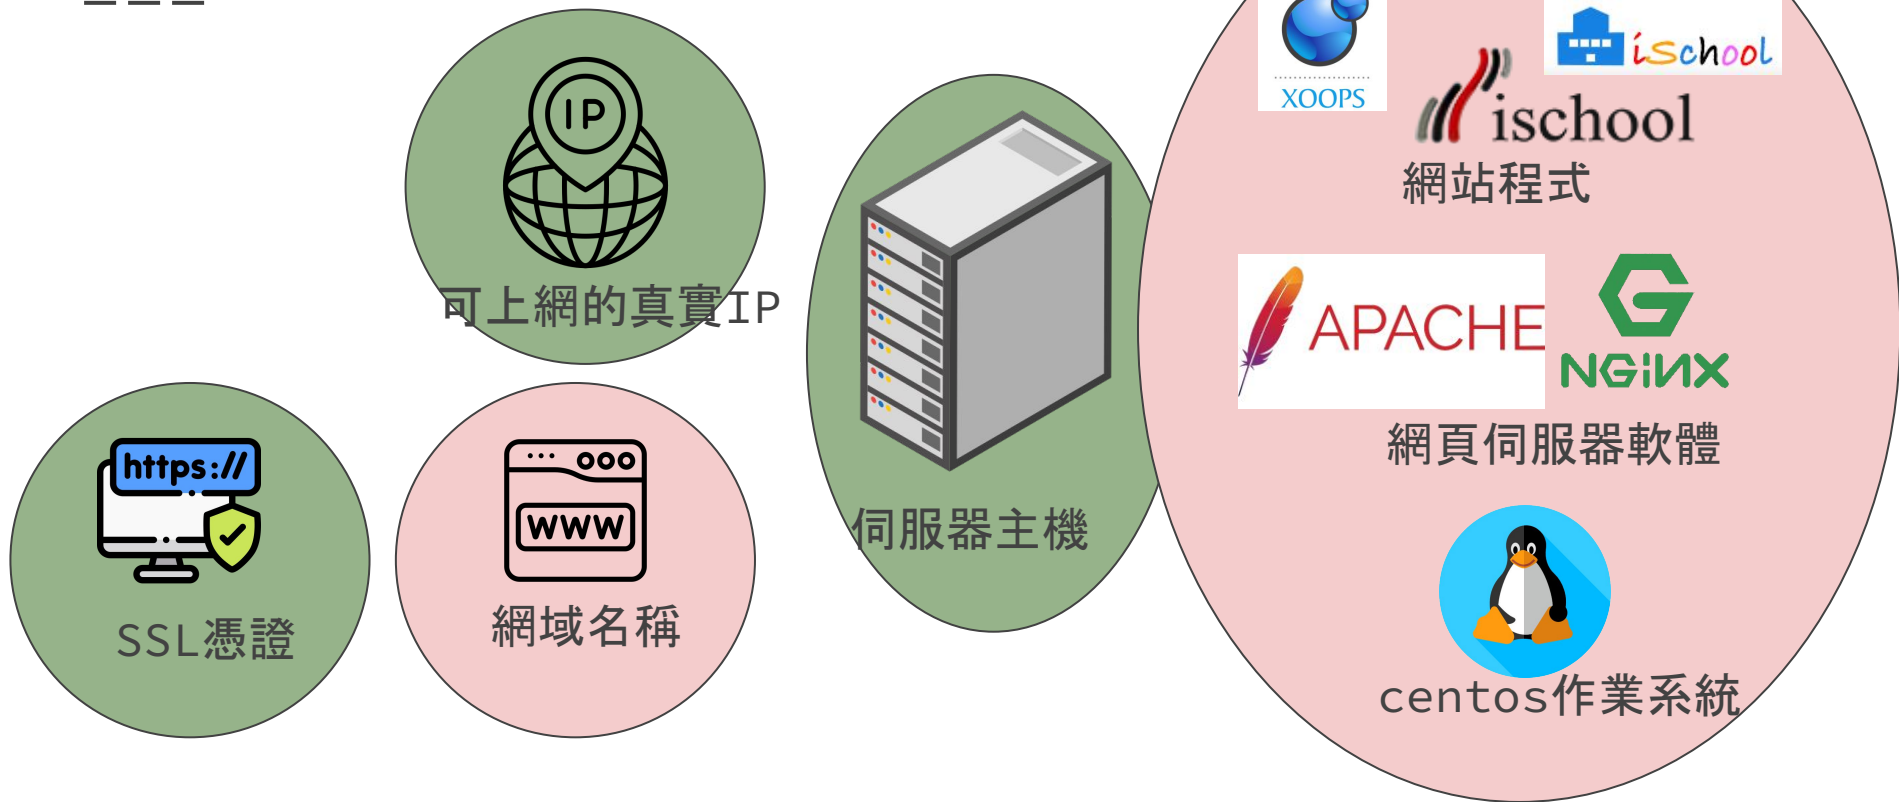 XOOPS
iSchool
ischool
網站程式
IP
可上網的真實IP
APACHE
NGINX
網頁伺服器軟體
https://
WWW
伺服器主機
SSL憑證
網域名稱
centos作業系統